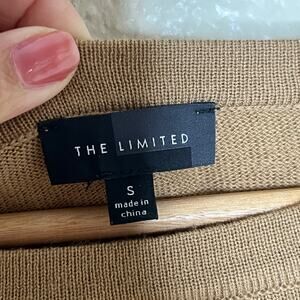 THE LIMITED
S
made in
china